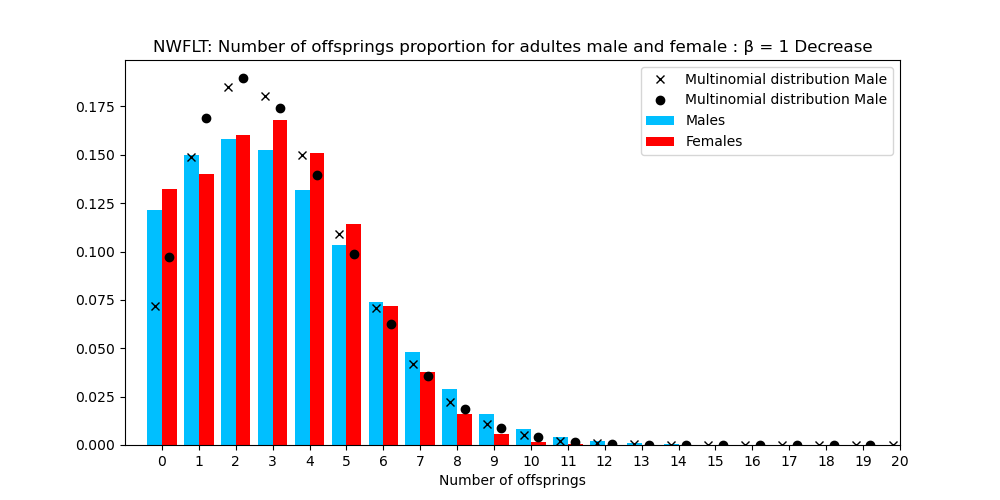 NWFLT: Number of offsprings proportion for adultes male and female : β = 1 Decrease
Multinomial distribution Male
Multinomial distribution Male
Males
Females
0.175
0.150
0.125
0.100
0.075
0.050
0.025
0.000
0 1 2 3 4 5 6 7 8 9 10 11 12 13 14 15 16 17 18 19 20
Number of offsprings